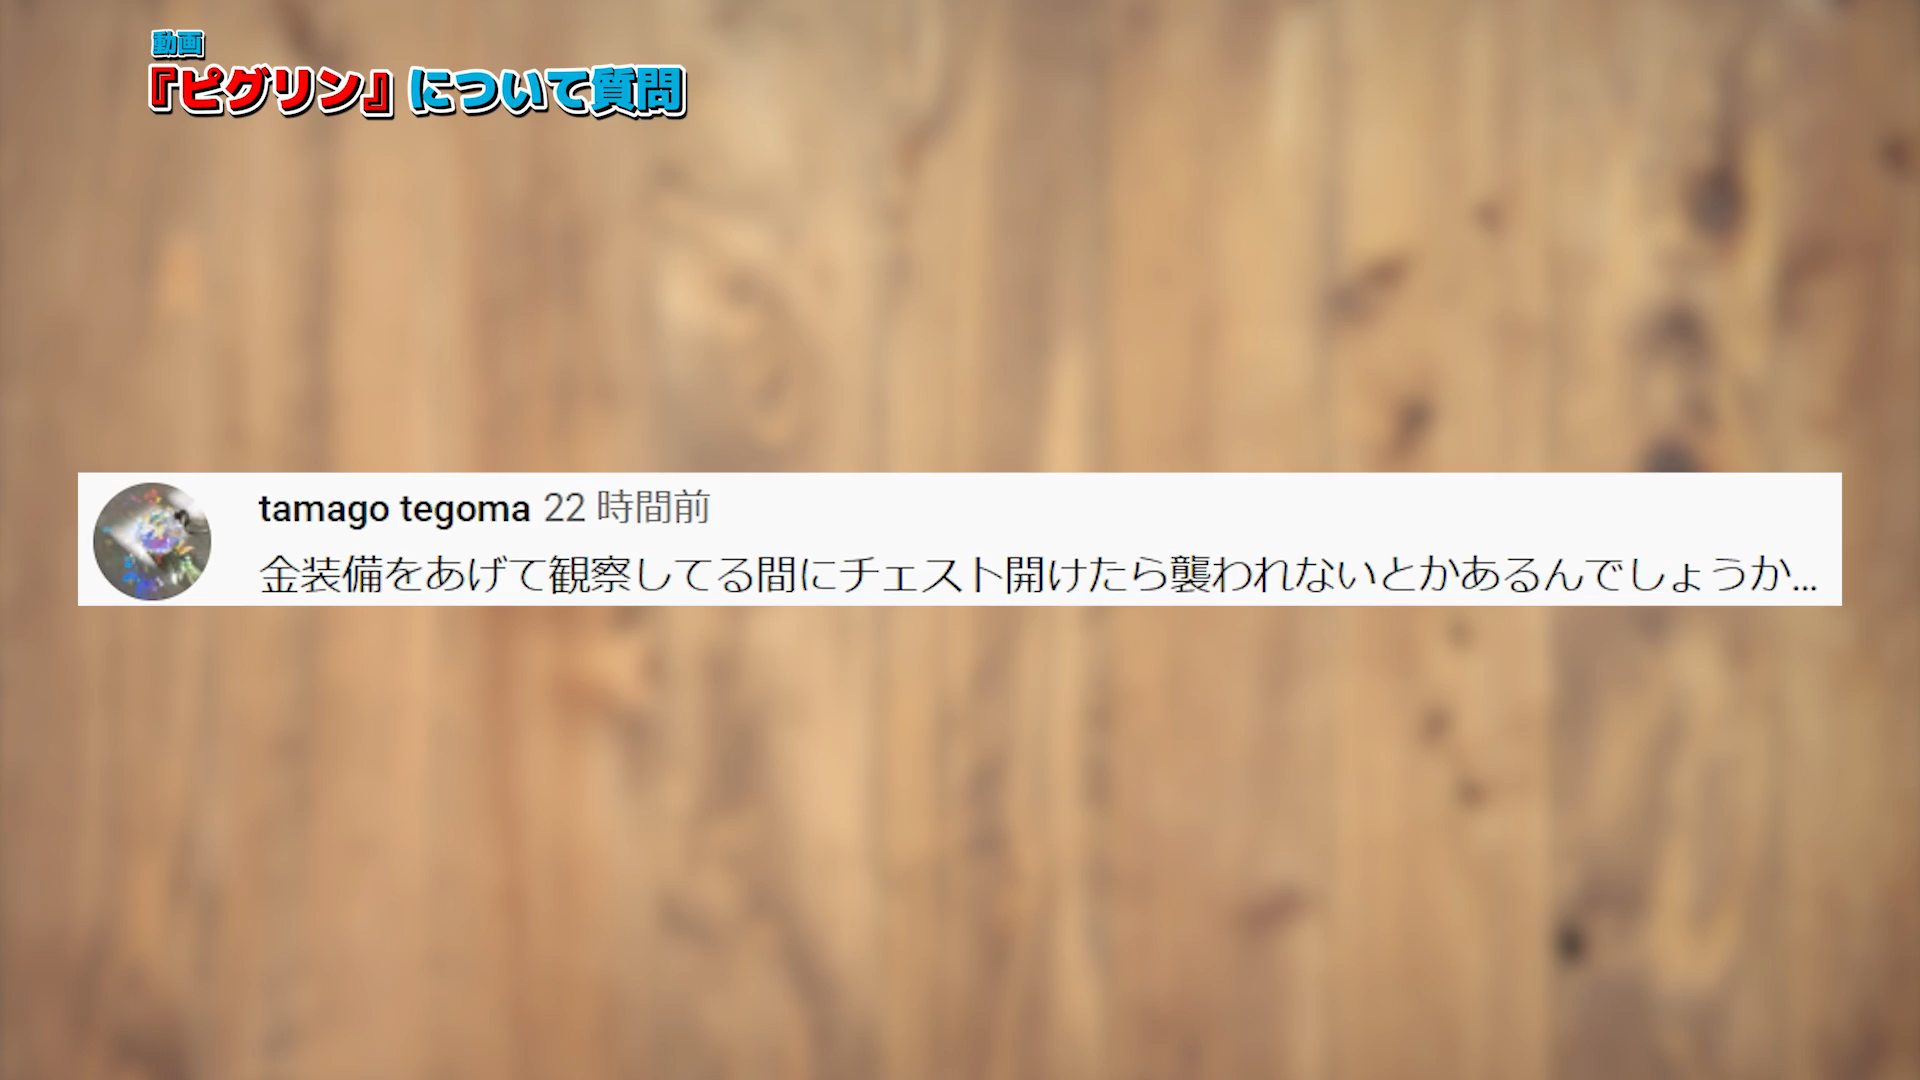 動画
『ピグリン』について質問
tamago tegoma 22 時間前
金装備をあげて観察してる間にチェスト開けたら襲われないとかあるんでしょうか...